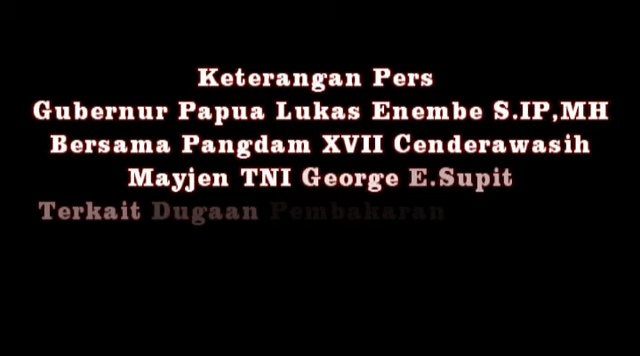 Keterangan Pers
Gubernur Papua Lukas Enembe S.IP,MH
Bersama Pangdam XVII Cenderawasih
Mayjen TNI George E.Supit
Terkait Dugaan Pembakaran